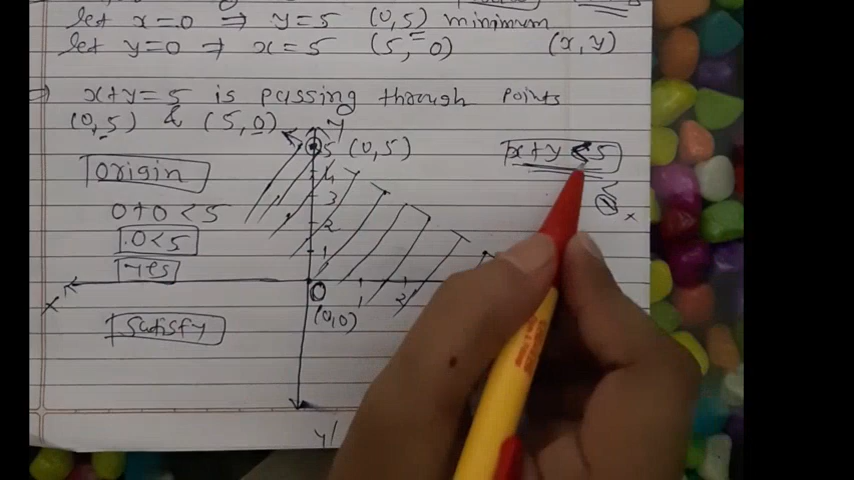 let x=0 ⇒ y=5 (0,5) minimum
let y=0 ⇒ x=5 (5,0) (x,y)
⇒ x+y=5 is passing through points
(0,5) & (5,0)
y
5 (0,5)
x+y<5
origin
4
3
0+0<5
2
0<5
1
yes
x
0
1 2
(0,0)
satisfy
y/